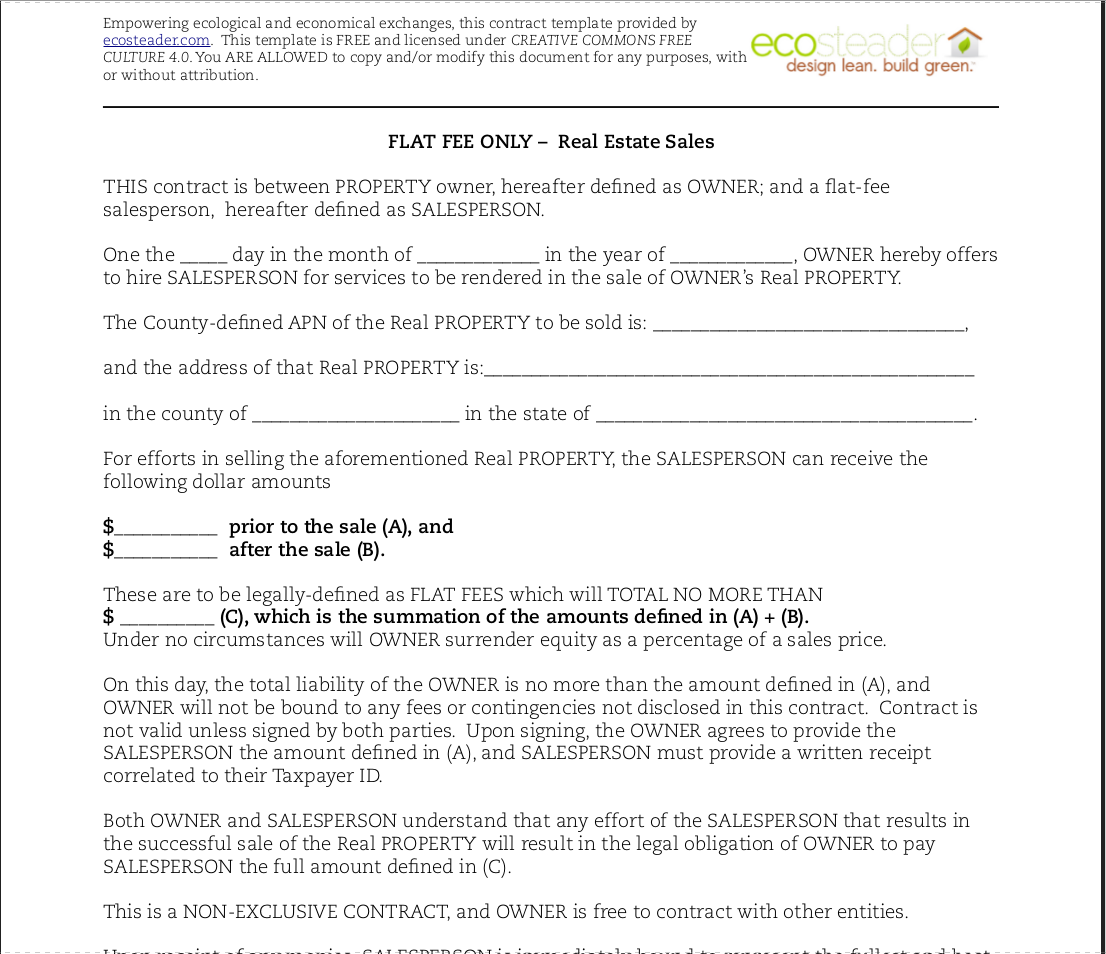 Empowering ecological and economical exchanges, this contract template provided by
ecosteader.com.  This template is FREE and licensed under CREATIVE COMMONS FREE
CULTURE 4.0. You ARE ALLOWED to copy and/or modify this document for any purposes, with
or without attribution.
ecosteader
design lean. build green.
FLAT FEE ONLY –  Real Estate Sales
THIS contract is between PROPERTY owner, hereafter defined as OWNER; and a flat-fee
salesperson,  hereafter defined as SALESPERSON.
One the _____ day in the month of _____________ in the year of _____________, OWNER hereby offers
to hire SALESPERSON for services to be rendered in the sale of OWNER’s Real PROPERTY.
The County-defined APN of the Real PROPERTY to be sold is: _________________________________,
and the address of that Real PROPERTY is:____________________________________________________
in the county of ______________________ in the state of ________________________________________.
For efforts in selling the aforementioned Real PROPERTY, the SALESPERSON can receive the
following dollar amounts
$___________  prior to the sale (A), and
$___________  after the sale (B).
These are to be legally-defined as FLAT FEES which will TOTAL NO MORE THAN
$ __________ (C), which is the summation of the amounts defined in (A) + (B).
Under no circumstances will OWNER surrender equity as a percentage of a sales price.
On this day, the total liability of the OWNER is no more than the amount defined in (A), and
OWNER will not be bound to any fees or contingencies not disclosed in this contract.  Contract is
not valid unless signed by both parties.  Upon signing, the OWNER agrees to provide the
SALESPERSON the amount defined in (A), and SALESPERSON must provide a written receipt
correlated to their Taxpayer ID.
Both OWNER and SALESPERSON understand that any effort of the SALESPERSON that results in
the successful sale of the Real PROPERTY will result in the legal obligation of OWNER to pay
SALESPERSON the full amount defined in (C).
This is a NON-EXCLUSIVE CONTRACT, and OWNER is free to contract with other entities.